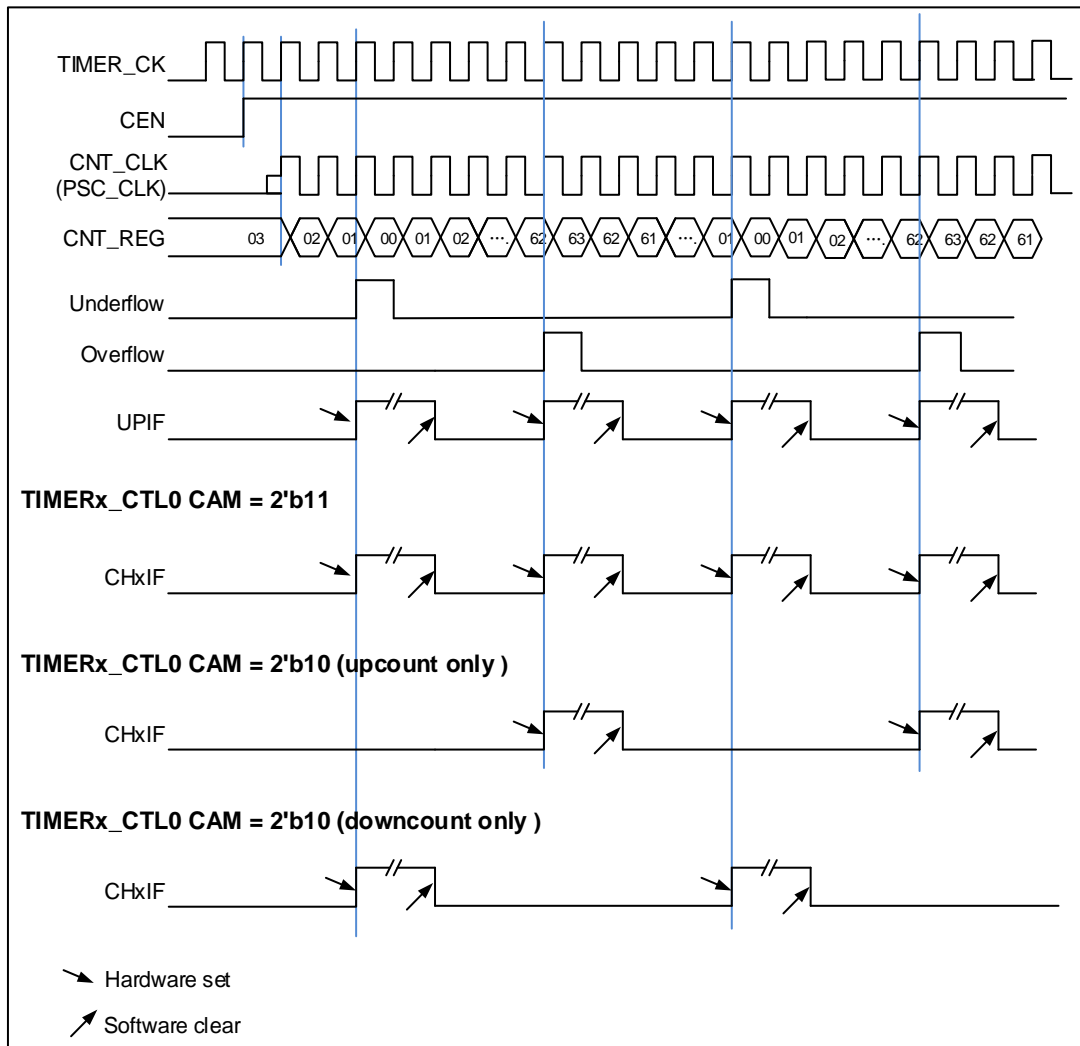 TIMER_CK
CEN
CNT_CLK
(PSC_CLK)
CNT_REG 03 02 01 00 01 02 .... 62 63 62 61 .... 01 00 01 02 .... 62 63 62 61
Underflow
Overflow
UPIF
TIMERx_CTL0 CAM = 2'b11
CHxIF
TIMERx_CTL0 CAM = 2'b10 (upcount only )
CHxIF
TIMERx_CTL0 CAM = 2'b10 (downcount only )
CHxIF
Hardware set
Software clear